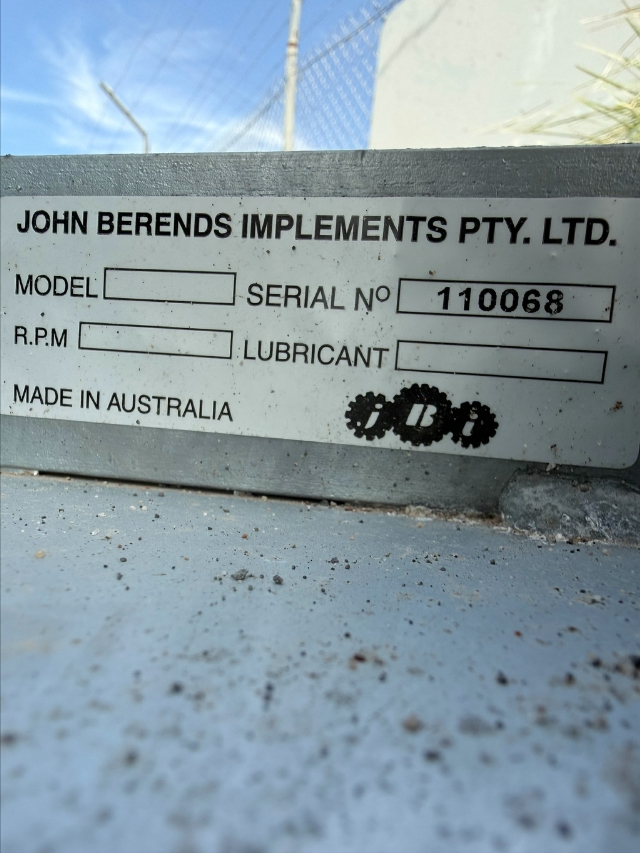 JOHN BERENDS IMPLEMENTS PTY. LTD.
MODEL SERIAL Nº 110068
R.P.M LUBRICANT
MADE IN AUSTRALIA jBi